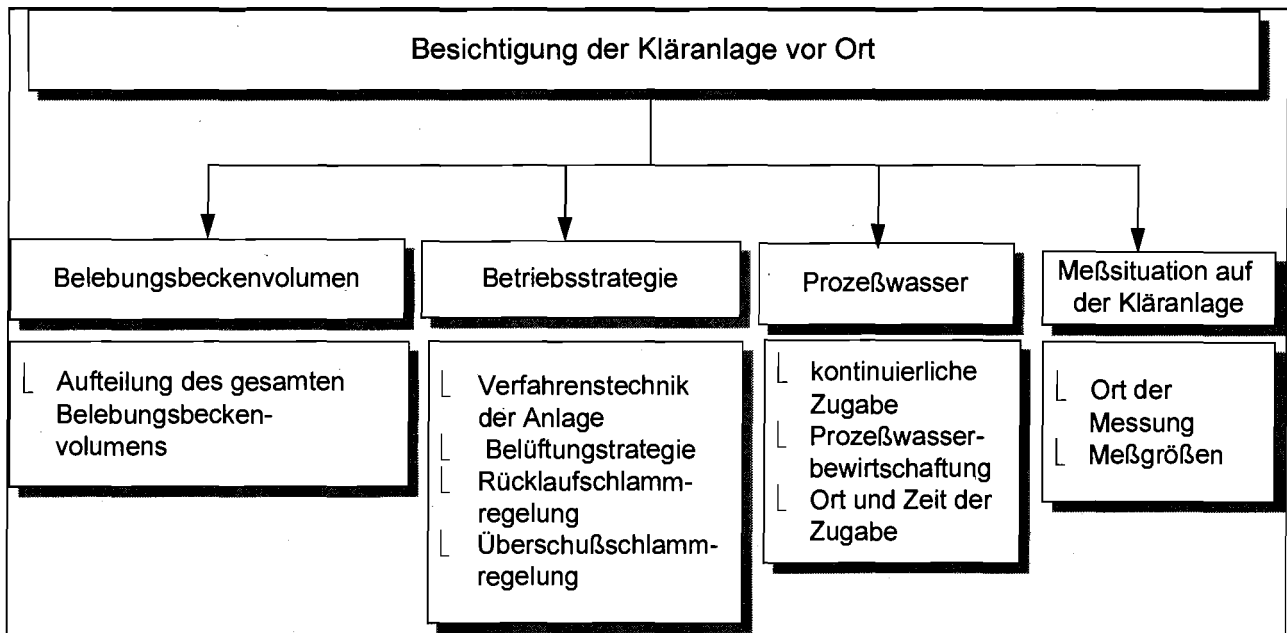 Besichtigung der Kläranlage vor Ort
Belebungsbeckenvolumen
Aufteilung des gesamten
Belebungsbecken-
volumens
Betriebsstrategie
Verfahrenstechnik
der Anlage
Belüftungstrategie
Rücklaufschlamm-
regelung
Überschußschlamm-
regelung
Prozeßwasser
kontinuierliche
Zugabe
Prozeßwasser-
bewirtschaftung
Ort und Zeit der
Zugabe
Meßsituation auf
der Kläranlage
Ort der
Messung
Meßgrößen